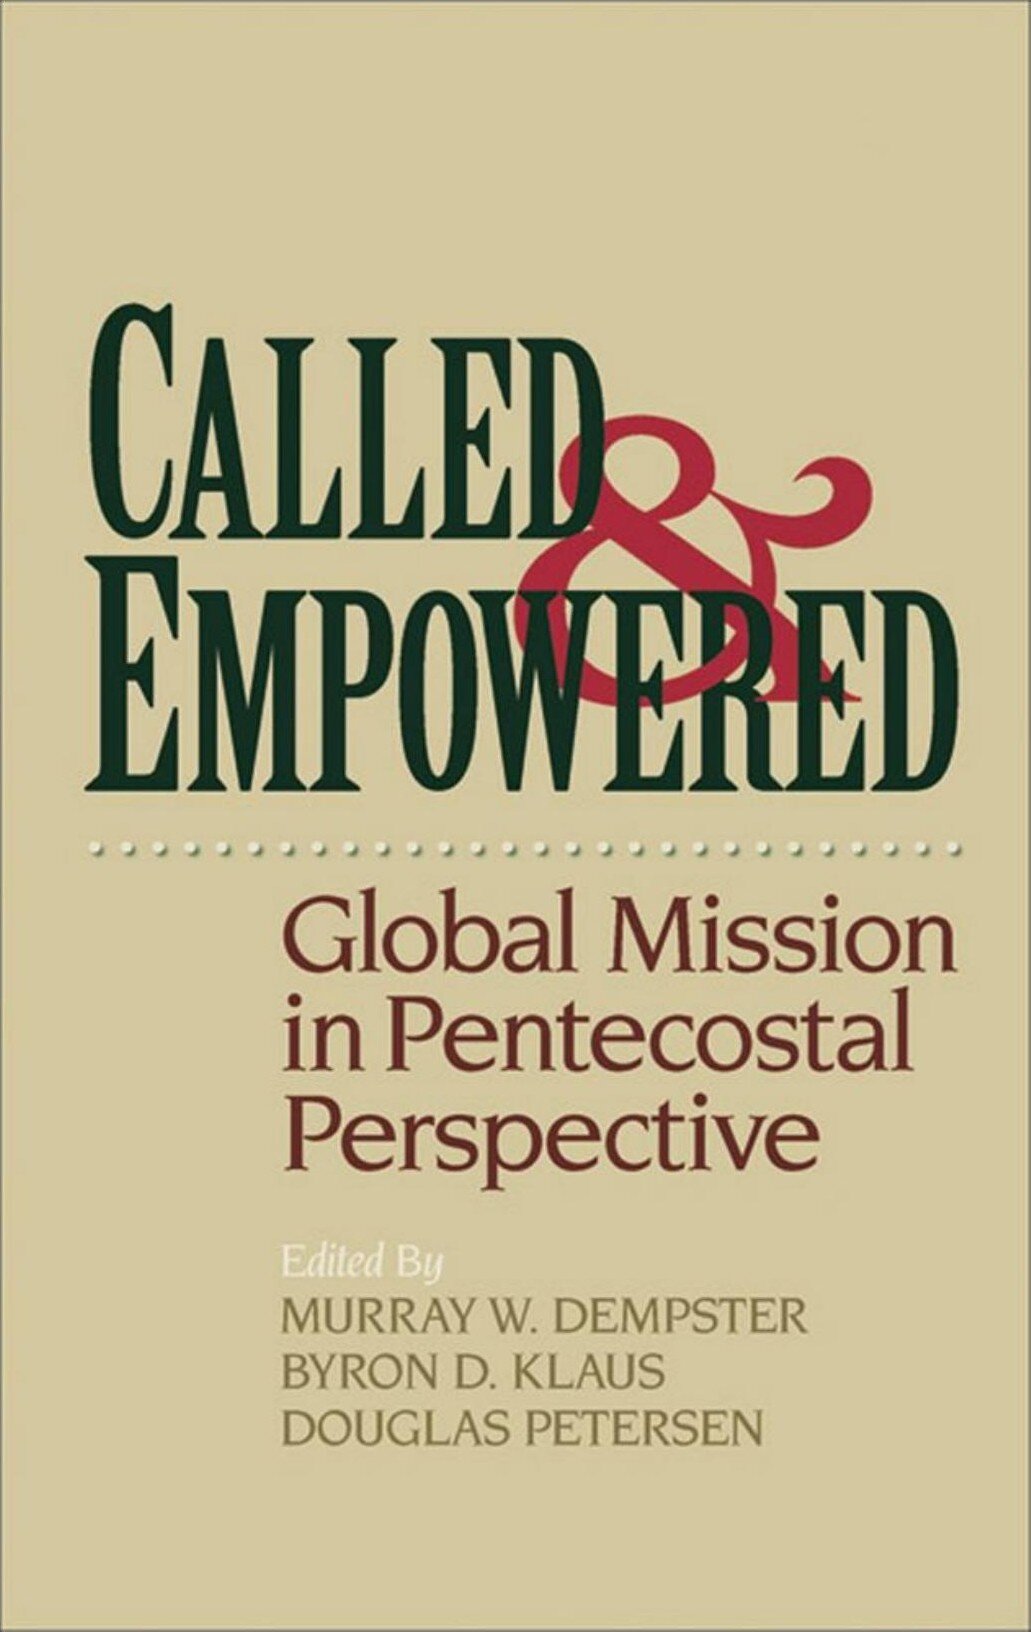 CALLED
&
EMPOWERED
Global Mission
in Pentecostal
Perspective
Edited By
MURRAY W. DEMPSTER
BYRON D. KLAUS
DOUGLAS PETERSEN